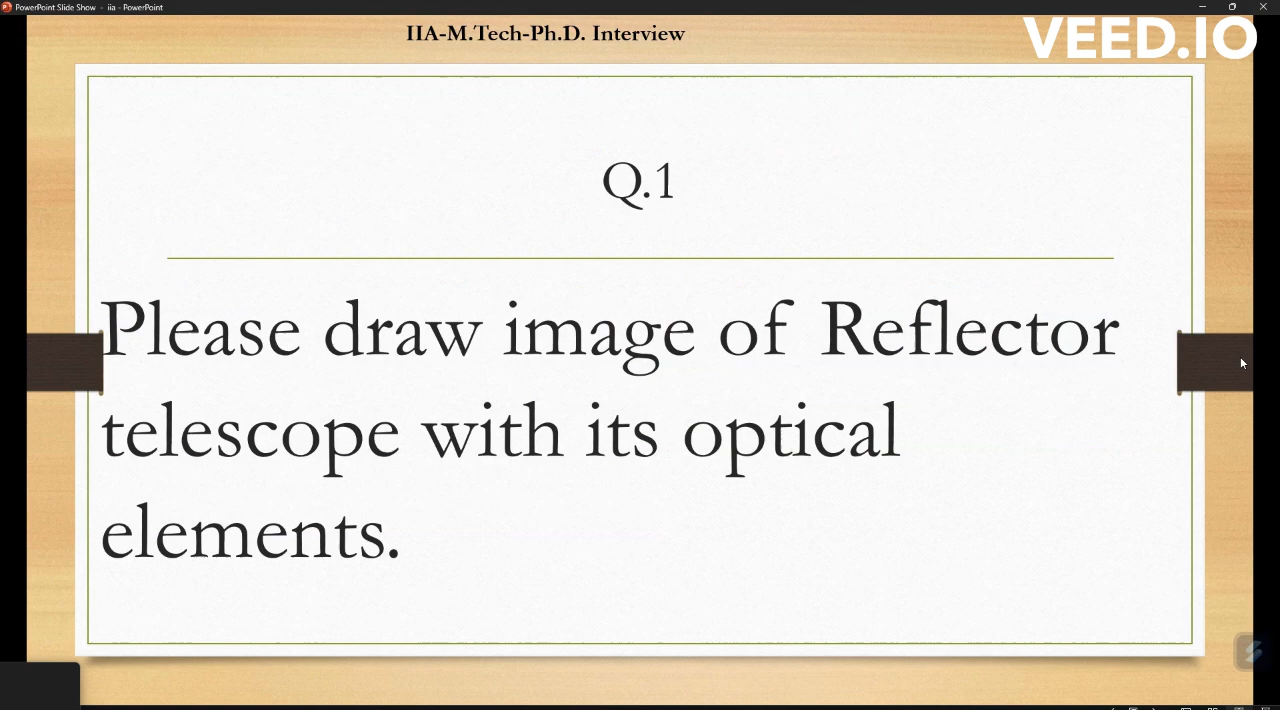 PowerPoint Slide Show - iia - PowerPoint
IIA-M.Tech-Ph.D. Interview
VEED.IO
Q.1
Please draw image of Reflector
telescope with its optical
elements.